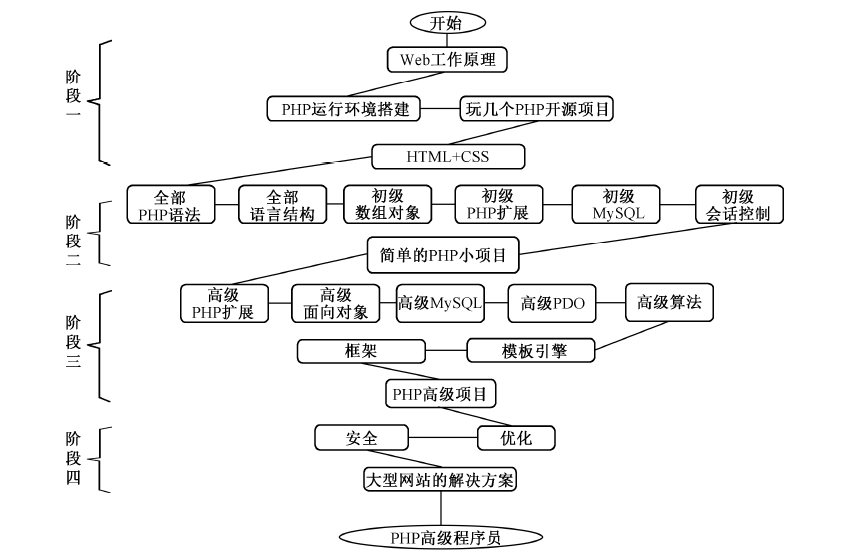 开始
Web工作原理
阶段一
PHP运行环境搭建
玩几个PHP开源项目
HTML+CSS
全部
PHP语法
全部
语言结构
初级
数组对象
初级
PHP扩展
初级
MySQL
初级
会话控制
阶段二
简单的PHP小项目
高级
PHP扩展
高级
面向对象
高级MySQL
高级PDO
高级算法
阶段三
框架
模板引擎
PHP高级项目
阶段四
安全
优化
大型网站的解决方案
PHP高级程序员